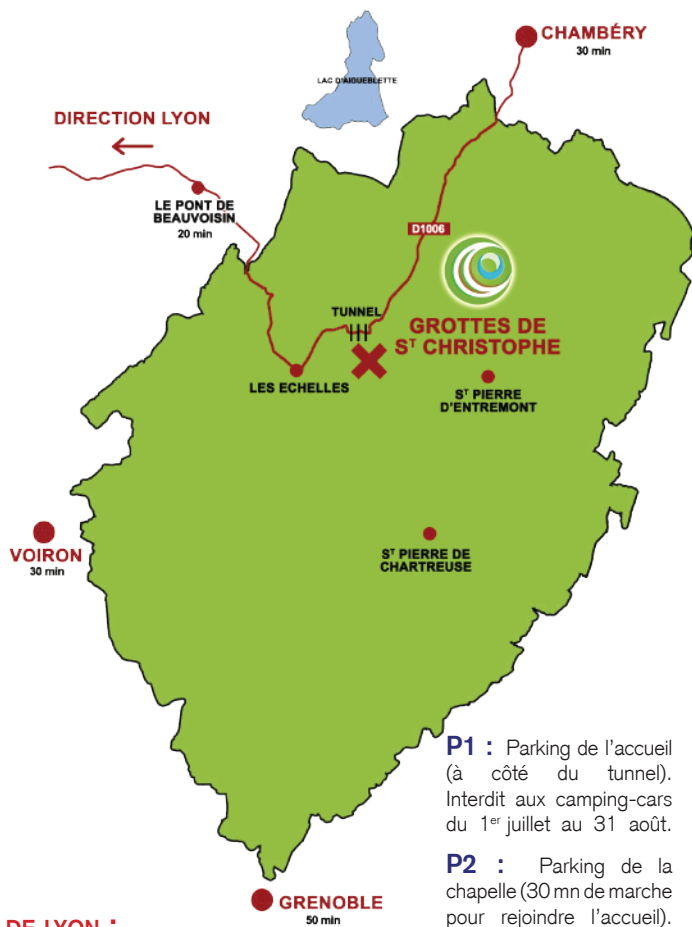 CHAMBÉRY
30 min
LAC D'AIGUEBLETTE
DIRECTION LYON
LE PONT DE
BEAUVOISIN
20 min
D1006
TUNNEL
GROTTES DE
Sᵀ CHRISTOPHE
LES ECHELLES
Sᵀ PIERRE
D'ENTREMONT
VOIRON
30 min
Sᵀ PIERRE DE
CHARTREUSE
P1 : Parking de l'accueil
(à côté du tunnel).
Interdit aux camping-cars
du 1er juillet au 31 août.
P2 : Parking de la
chapelle (30 mn de marche
pour rejoindre l'accueil).
GRENOBLE
50 min
DE LYON :